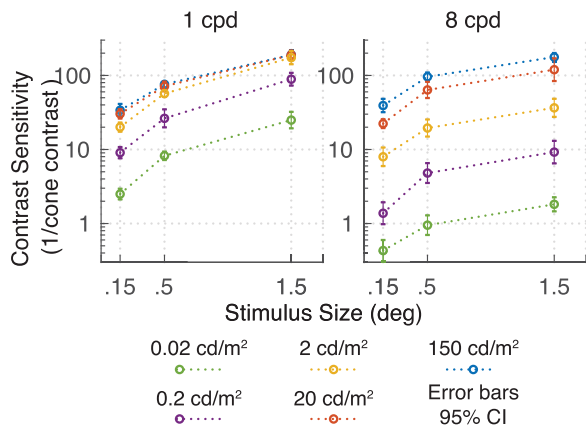 1 cpd 8 cpd
Contrast Sensitivity
(1/cone contrast)
100 100
10 10
1 1
.15 .5 1.5 .15 .5 1.5
Stimulus Size (deg)
0.02 cd/m² 2 cd/m² 150 cd/m²
0.2 cd/m² 20 cd/m² Error bars
95% CI